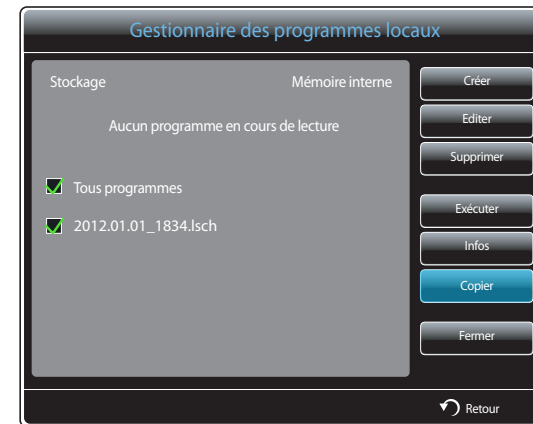 Gestionnaire des programmes locaux
Stockage Mémoire interne
Aucun programme en cours de lecture
Tous programmes
2012.01.01_1834.lsch
Créer
Editer
Supprimer
Exécuter
Infos
Copier
Fermer
Retour